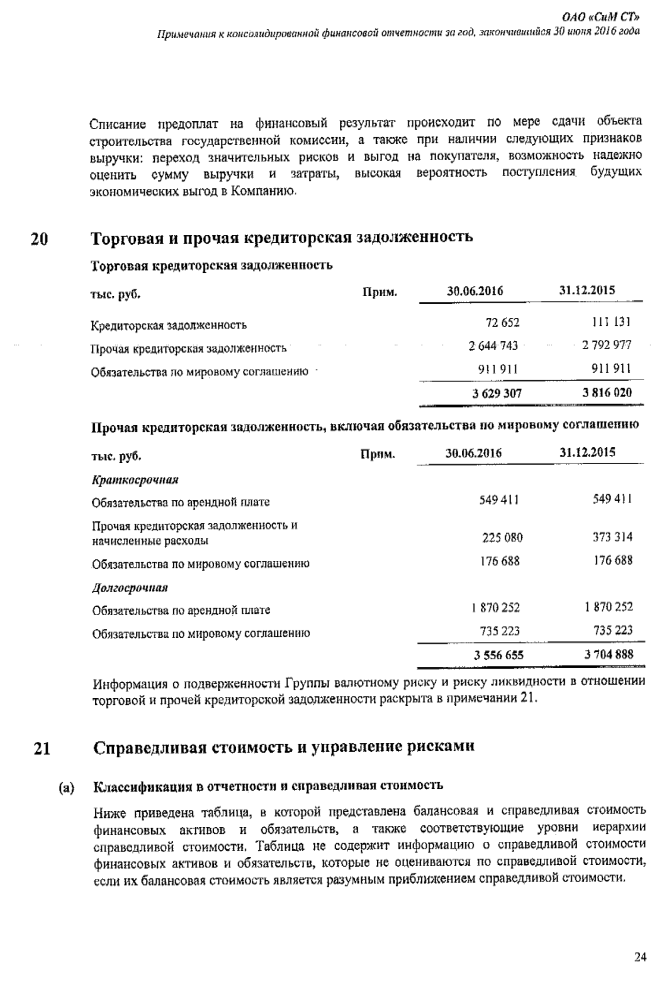 ОАО «СиМ СТ»
Примечания к консолидированной финансовой отчетности за год, закончившийся 30 июня 2016 года
Списание предоплат на финансовый результат происходит по мере сдачи объекта
строительства государственной комиссии, а также при наличии следующих признаков
выручки: переход значительных рисков и выгод на покупателя, возможность надежно
оценить сумму выручки и затраты, высокая вероятность поступления будущих
экономических выгод в Компанию.
20 Торговая и прочая кредиторская задолженность
Торговая кредиторская задолженность
тыс. руб. Прим. 30.06.2016 31.12.2015
Кредиторская задолженность 72 652 111 131
Прочая кредиторская задолженность 2 644 743 2 792 977
Обязательства по мировому соглашению 911 911 911 911
3 629 307 3 816 020
Прочая кредиторская задолженность, включая обязательства по мировому соглашению
тыс. руб. Прим. 30.06.2016 31.12.2015
Краткосрочная
Обязательства по арендной плате 549 411 549 411
Прочая кредиторская задолженность и
начисленные расходы 225 080 373 314
Обязательства по мировому соглашению 176 688 176 688
Долгосрочная
Обязательства по арендной плате 1 870 252 1 870 252
Обязательства по мировому соглашению 735 223 735 223
3 556 655 3 704 888
Информация о подверженности Группы валютному риску и риску ликвидности в отношении
торговой и прочей кредиторской задолженности раскрыта в примечании 21.
21 Справедливая стоимость и управление рисками
(a) Классификация в отчетности и справедливая стоимость
Ниже приведена таблица, в которой представлена балансовая и справедливая стоимость
финансовых активов и обязательств, а также соответствующие уровни иерархии
справедливой стоимости. Таблица не содержит информацию о справедливой стоимости
финансовых активов и обязательств, которые не оцениваются по справедливой стоимости,
если их балансовая стоимость является разумным приближением справедливой стоимости.
24